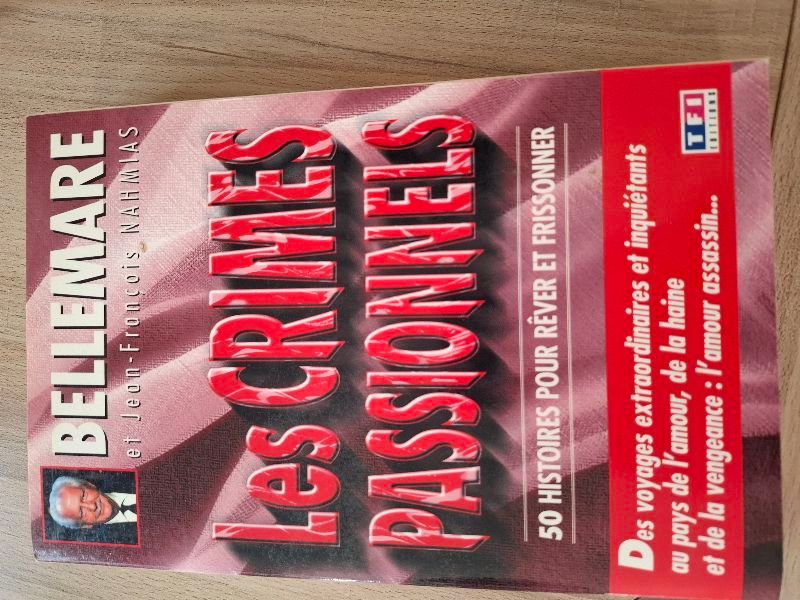 BELLEMARE
et Jean-François NAHMIAS
Les CRIMES
PASSIONNELS
50 HISTOIRES POUR RÊVER ET FRISSONNER
Des voyages extraordinaires et inquiétants
au pays de l'amour, de la haine
et de la vengeance : l'amour assassin...
TF1
EDITIONS